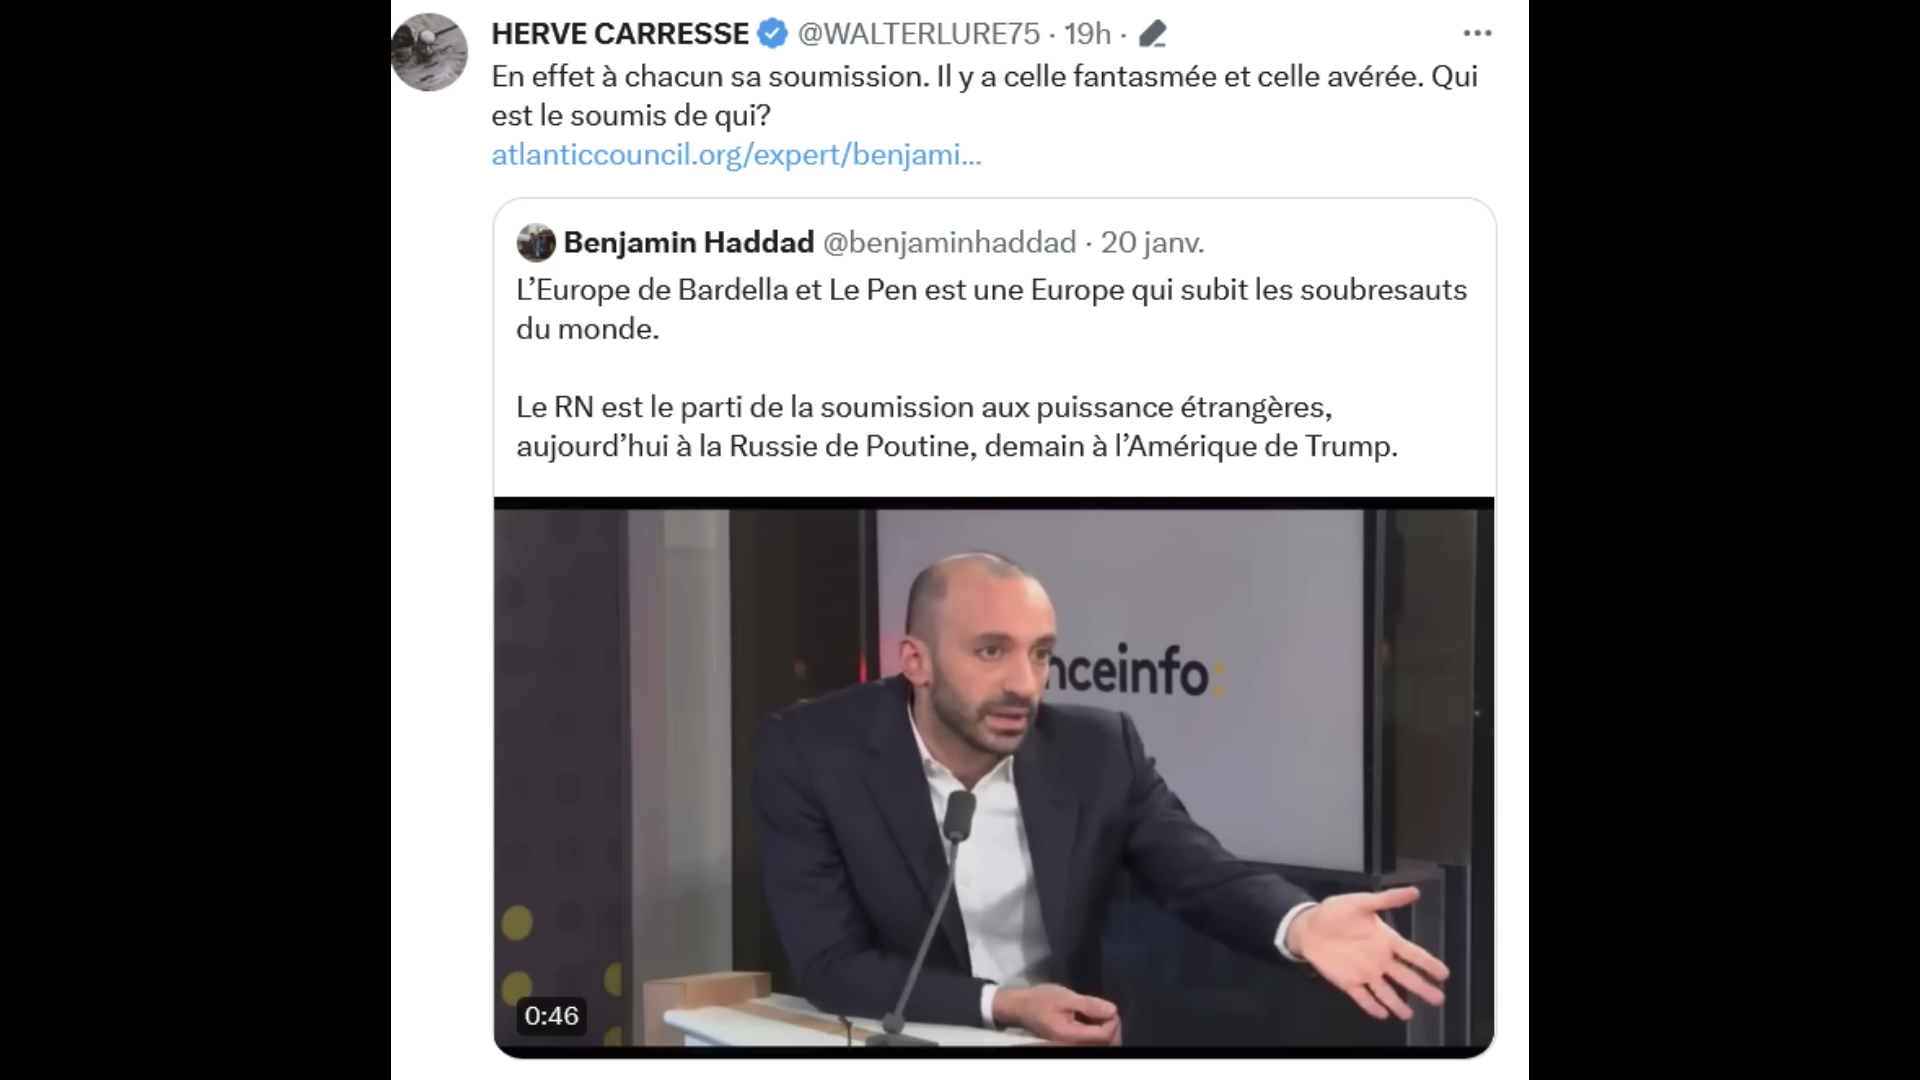 HERVE CARRESSE @WALTERLURE75 · 19h ·
En effet à chacun sa soumission. Il y a celle fantasmée et celle avérée. Qui
est le soumis de qui?
atlanticcouncil.org/expert/benjami...
Benjamin Haddad @benjaminhaddad · 20 janv.
L’Europe de Bardella et Le Pen est une Europe qui subit les soubresauts
du monde.
Le RN est le parti de la soumission aux puissance étrangères,
aujourd’hui à la Russie de Poutine, demain à l’Amérique de Trump.
nceinfo:
0:46